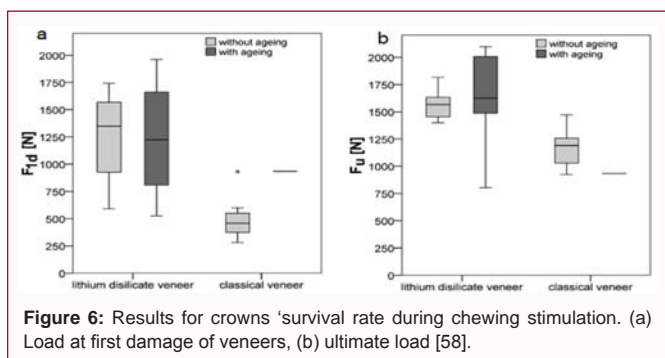 a
b
without ageing
with ageing
without ageing
with ageing
F1d [N]
2000
1750
1500
1250
1000
750
500
250
0
lithium disilicate veneer
classical veneer
Fu [N]
2000
1750
1500
1250
1000
750
500
250
0
lithium disilicate veneer
classical veneer
Figure 6: Results for crowns ‘survival rate during chewing stimulation. (a)
Load at first damage of veneers, (b) ultimate load [58].